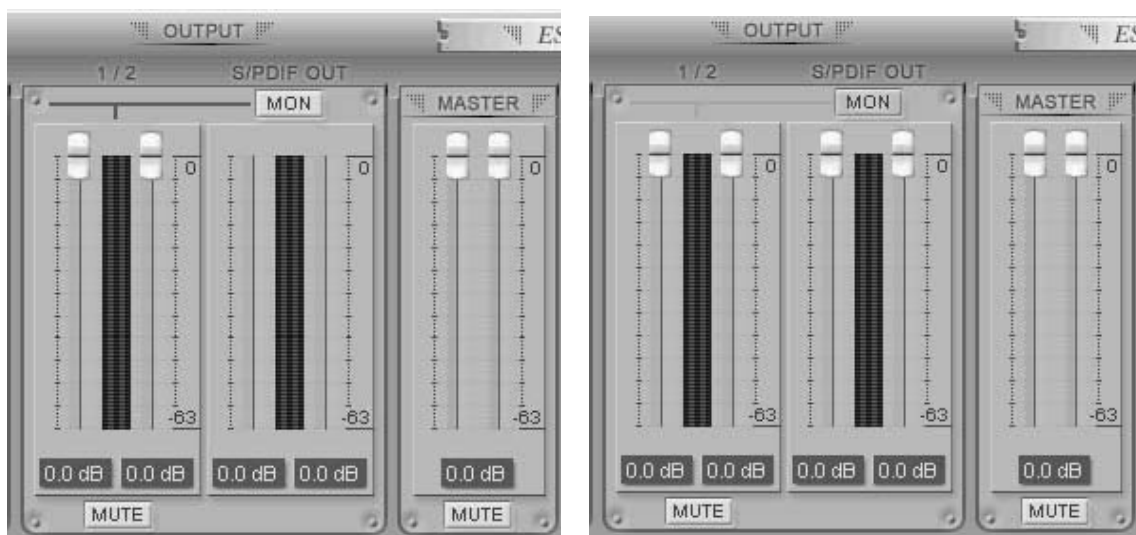 OUTPUT
ES
1 / 2 S/PDIF OUT
MON
MASTER
0 0 0
-63 -63 -63
0.0 dB 0.0 dB 0.0 dB 0.0 dB 0.0 dB
MUTE MUTE
OUTPUT
ES
1 / 2 S/PDIF OUT
MON
MASTER
0 0 0
-63 -63 -63
0.0 dB 0.0 dB 0.0 dB 0.0 dB 0.0 dB
MUTE MUTE